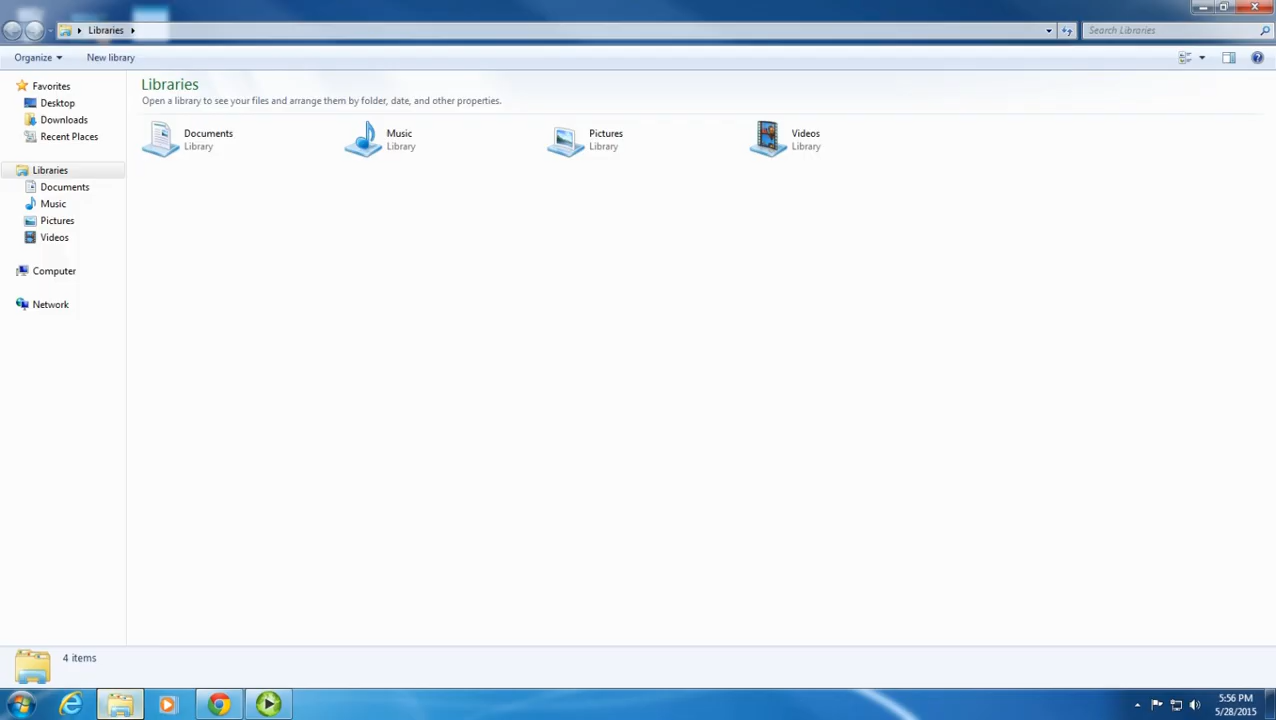 Libraries
Search Libraries
Organize
New library
Favorites
Desktop
Downloads
Recent Places
Libraries
Documents
Music
Pictures
Videos
Computer
Network
Libraries
Open a library to see your files and arrange them by folder, date, and other properties.
Documents
Library
Music
Library
Pictures
Library
Videos
Library
4 items
5:56 PM
5/28/2015